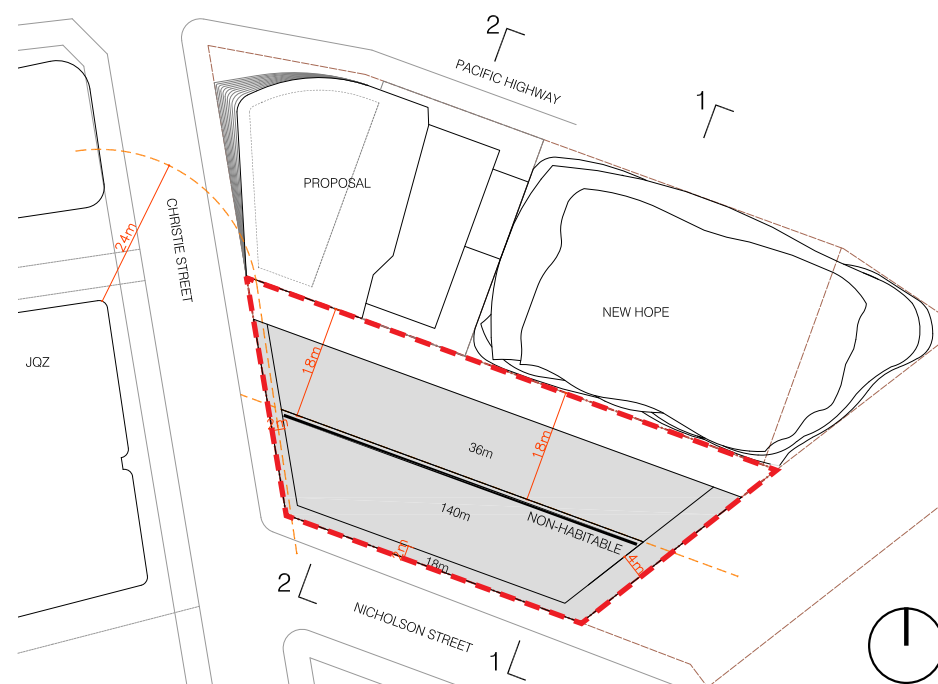 2
PACIFIC HIGHWAY
1
PROPOSAL
CHRISTIE STREET
24m
NEW HOPE
JQZ
18m
18m
36m
140m
NON-HABITABLE
18m
4m
2
NICHOLSON STREET
1